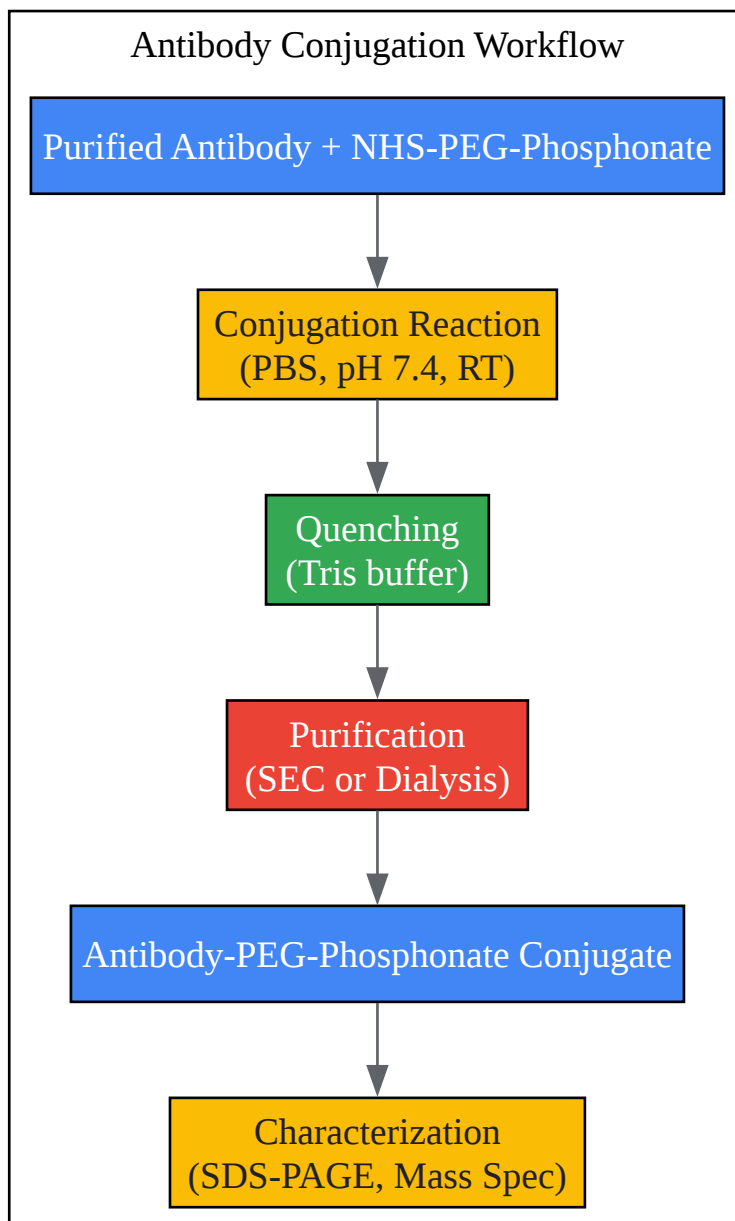 Antibody Conjugation Workflow
Purified Antibody + NHS-PEG-Phosphonate
Conjugation Reaction
(PBS, pH 7.4, RT)
Quenching
(Tris buffer)
Purification
(SEC or Dialysis)
Antibody-PEG-Phosphonate Conjugate
Characterization
(SDS-PAGE, Mass Spec)